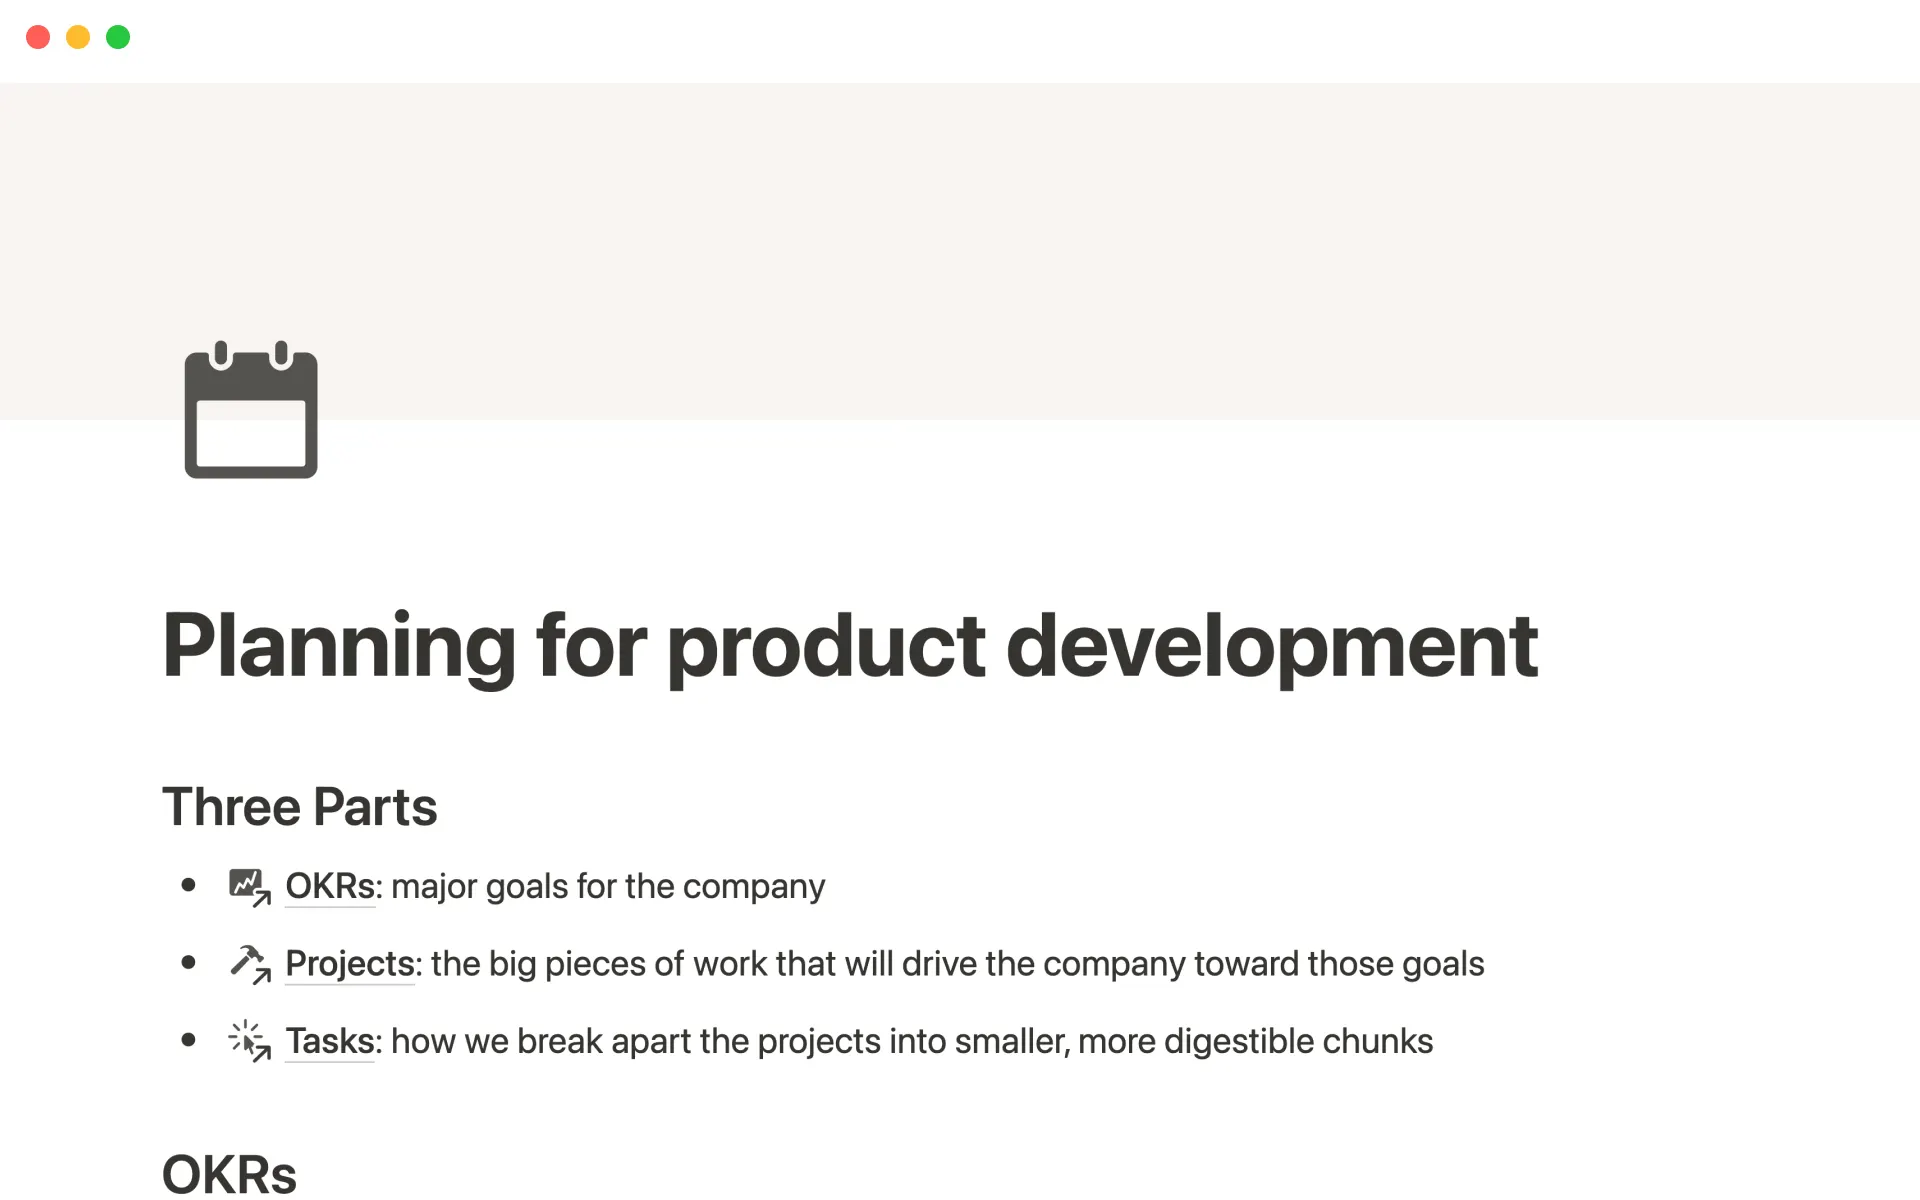 Planning for product development
Three Parts
OKRs: major goals for the company
Projects: the big pieces of work that will drive the company toward those goals
Tasks: how we break apart the projects into smaller, more digestible chunks
OKRs